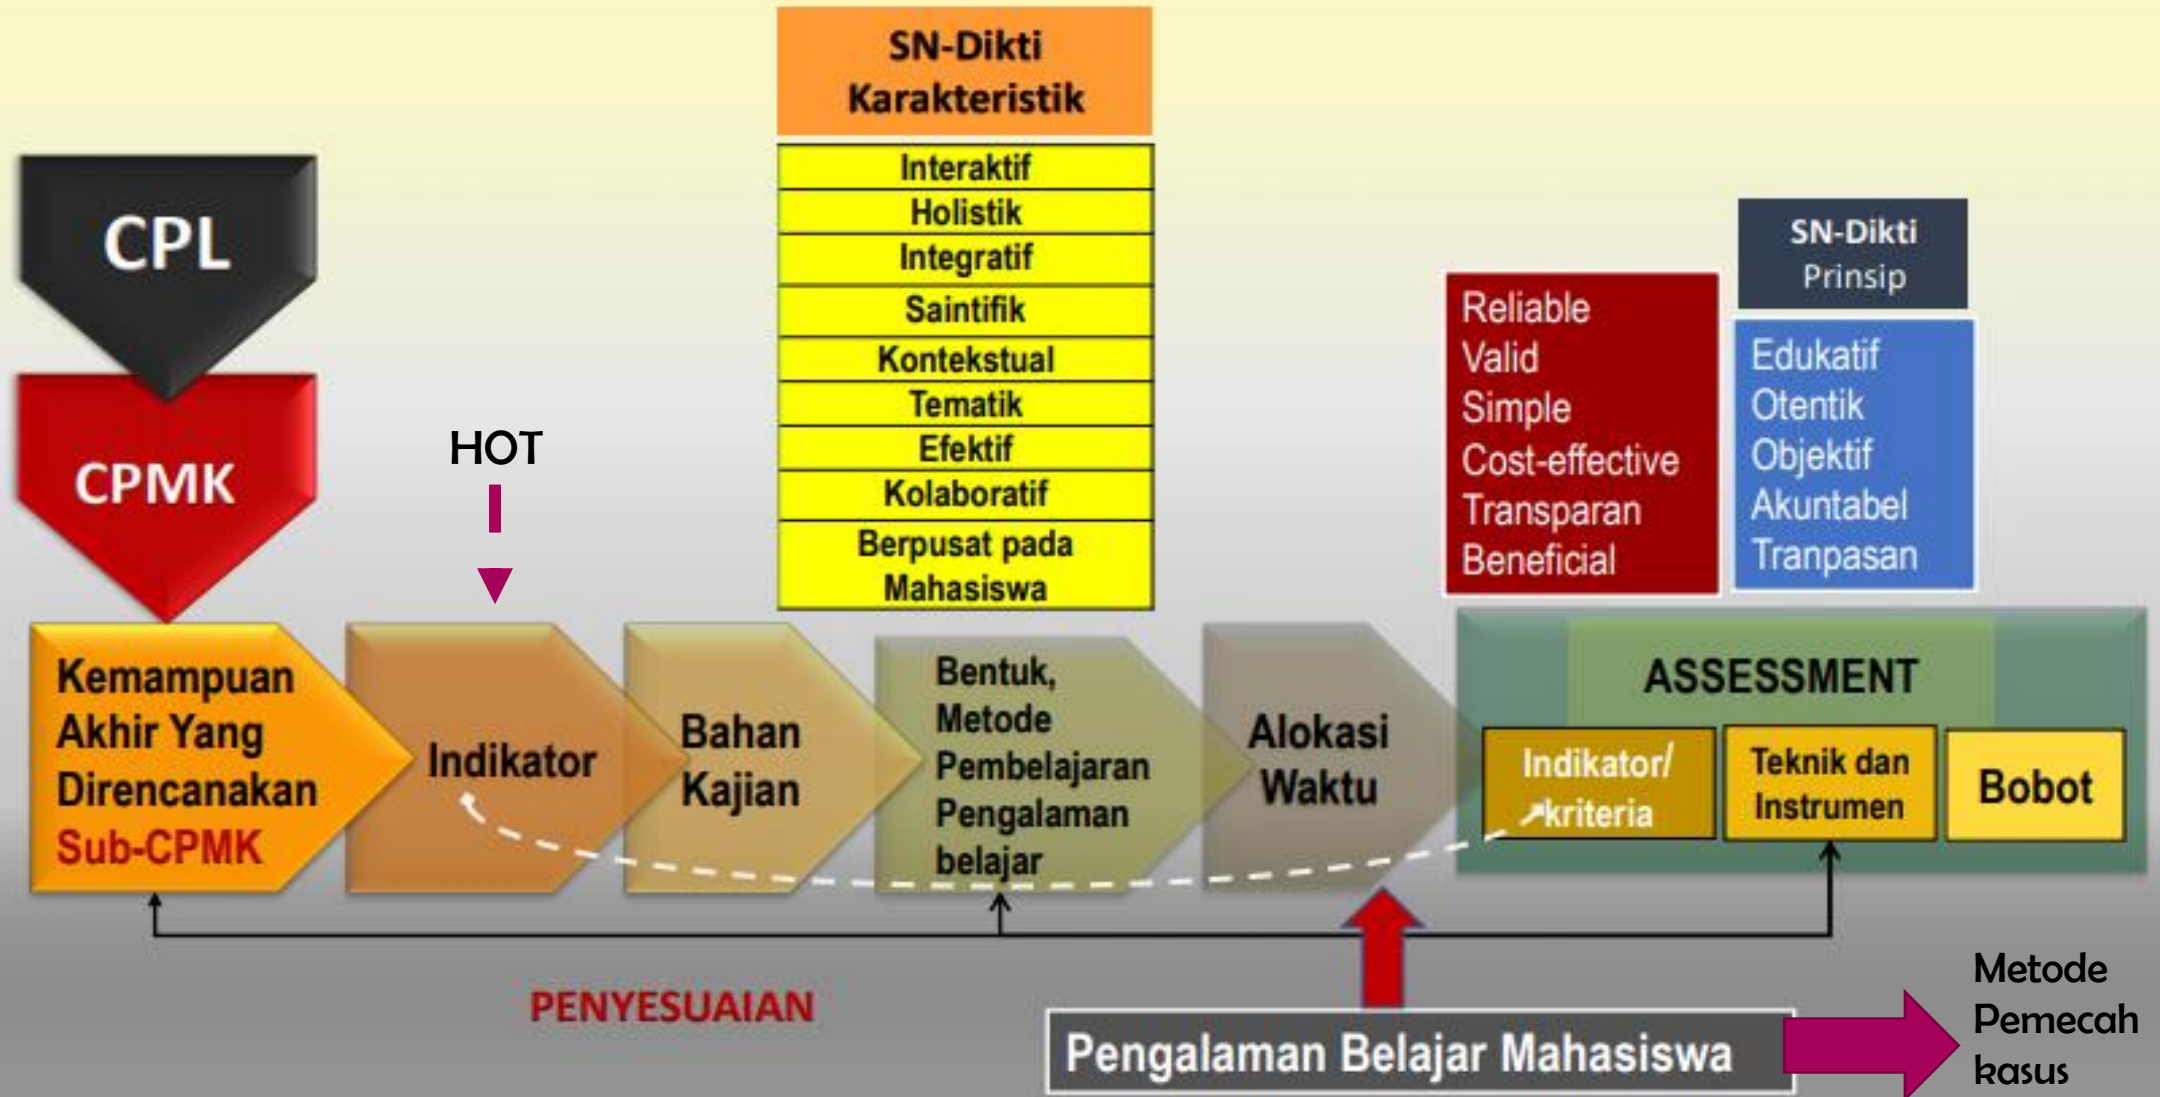 SN-Dikti
Karakteristik
Interaktif
Holistik
Integratif
Saintifik
Kontekstual
Tematik
Efektif
Kolaboratif
Berpusat pada
Mahasiswa
CPL
CPMK
HOT
SN-Dikti
Prinsip
Reliable
Valid
Simple
Cost-effective
Transparan
Beneficial
Edukatif
Otentik
Objektif
Akuntabel
Tranpasan
Kemampuan
Akhir Yang
Direncanakan
Sub-CPMK
Indikator
Bahan
Kajian
Bentuk,
Metode
Pembelajaran
Pengalaman
belajar
Alokasi
Waktu
ASSESSMENT
Indikator/
kriteria
Teknik dan
Instrumen
Bobot
PENYESUAIAN
Pengalaman Belajar Mahasiswa
Metode
Pemecah
kasus